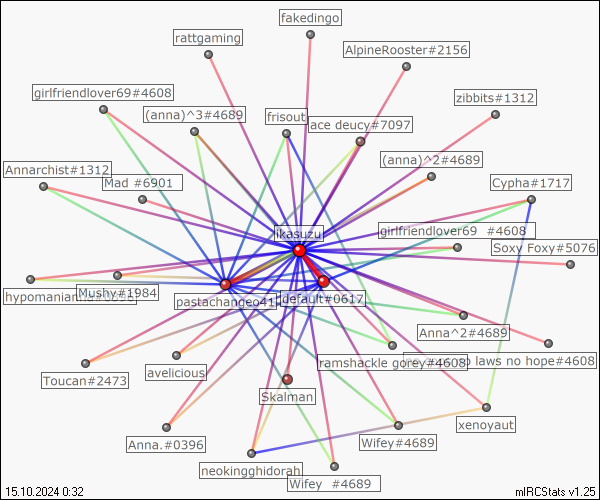 fakedingo
rattgaming
AlpineRooster#2156
girlfriendlover69#4608
zibbits#1312
(anna)^3#4689
frisout
ace deucy#7097
(anna)^2#4689
Annarchist#1312
Mad #6901
Cypha#1717
ikasuzu
girlfriendlover69 #4608
Soxy Foxy#5076
hypomanian
Mushy#1984
pastachangeo41
default#0617
Anna^2#4689
ramshackle gorey#4608
no laws no hope#4608
Toucan#2473
avelicious
Skalman
xenoyaut
Anna.#0396
Wifey#4689
neokingghidorah
Wifey #4689
15.10.2024 0:32
mIRCStats v1.25